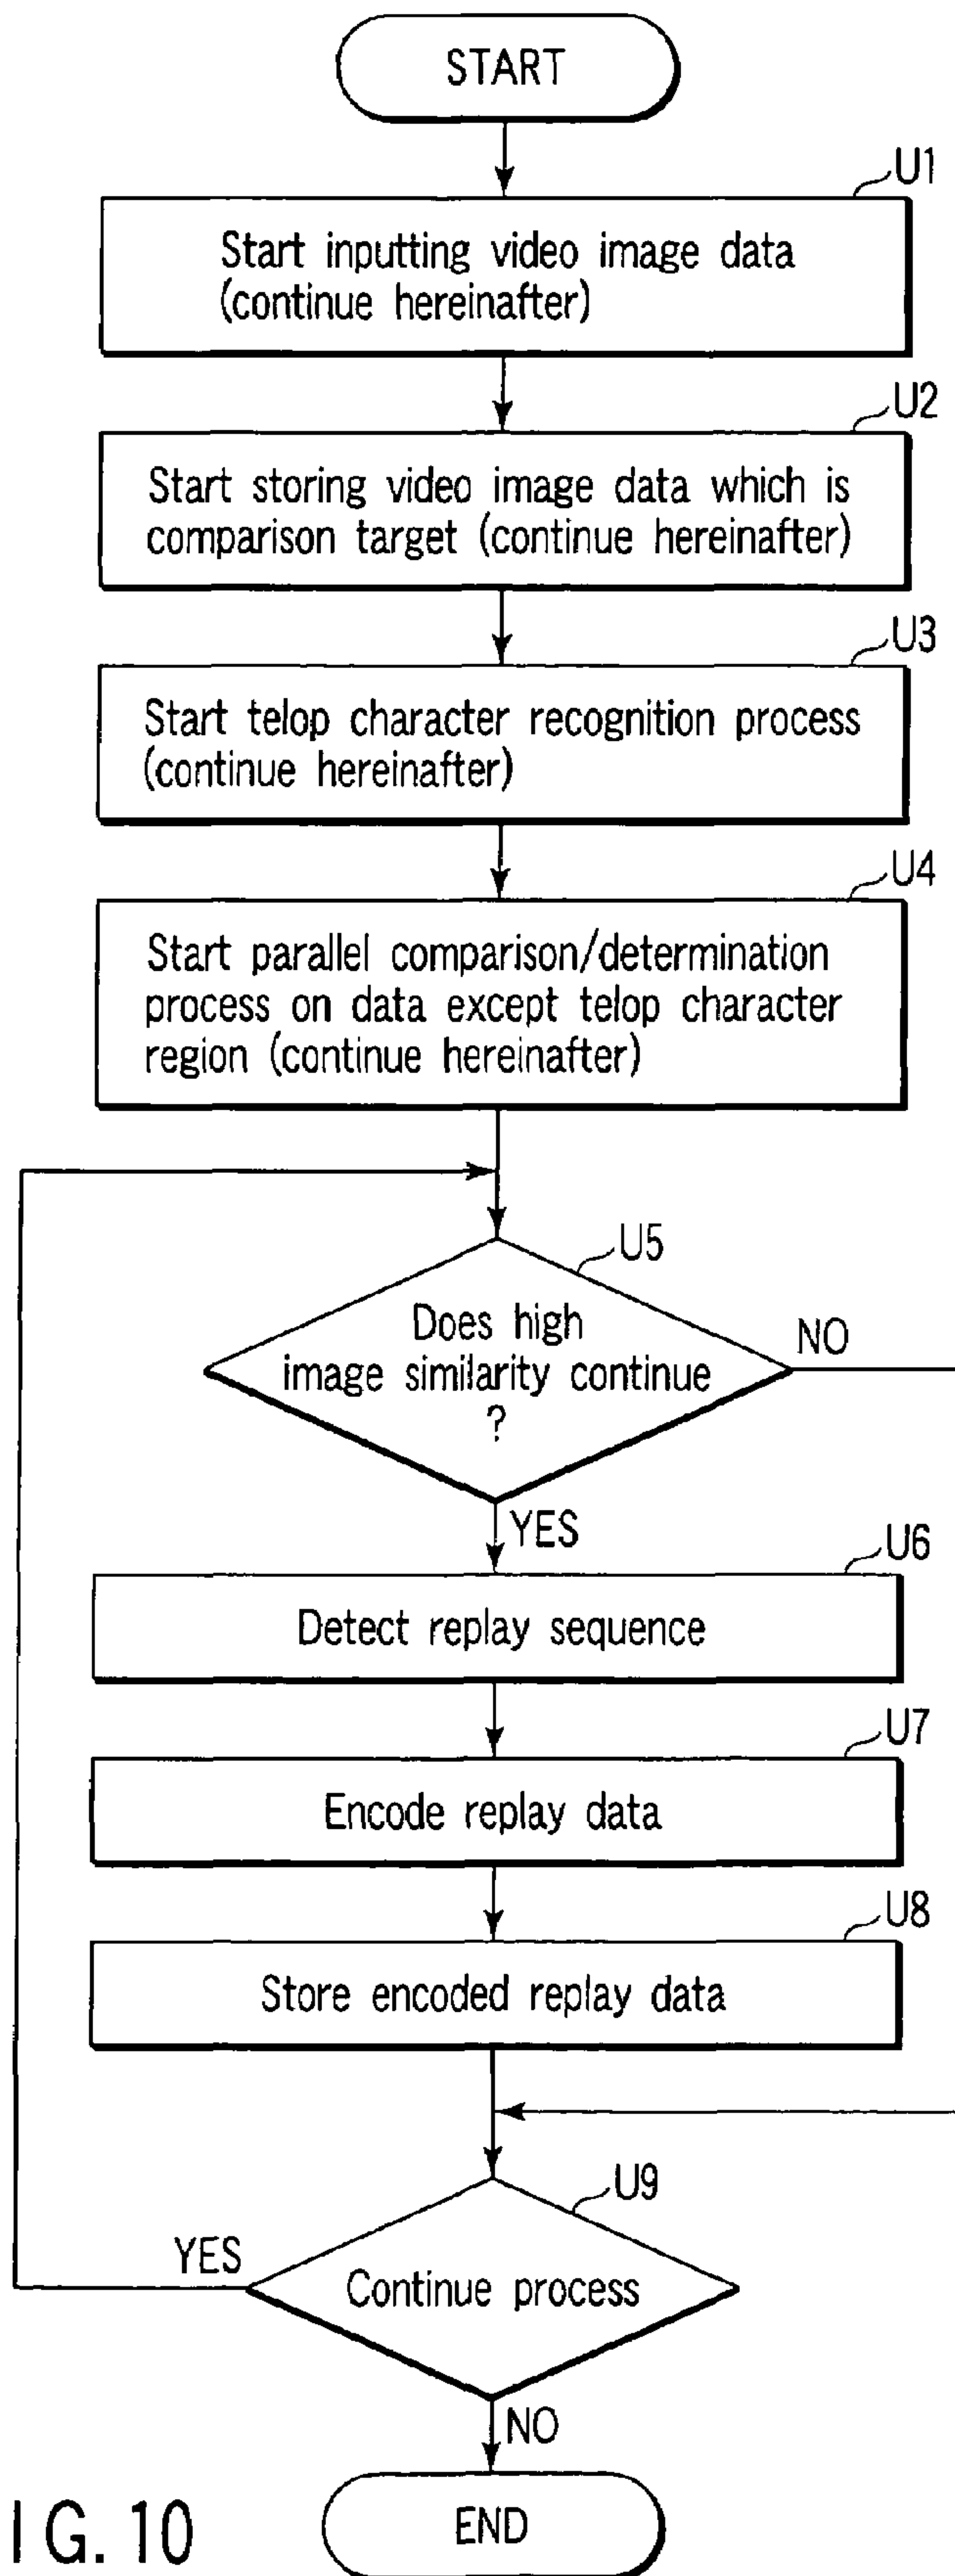 START
U1
Start inputting video image data
(continue hereinafter)
U2
Start storing video image data which is
comparison target (continue hereinafter)
U3
Start telop character recognition process
(continue hereinafter)
U4
Start parallel comparison/determination
process on data except telop character
region (continue hereinafter)
U5
Does high
image similarity continue
?
NO
YES
U6
Detect replay sequence
U7
Encode replay data
U8
Store encoded replay data
U9
YES
Continue process
NO
END
IG. 10